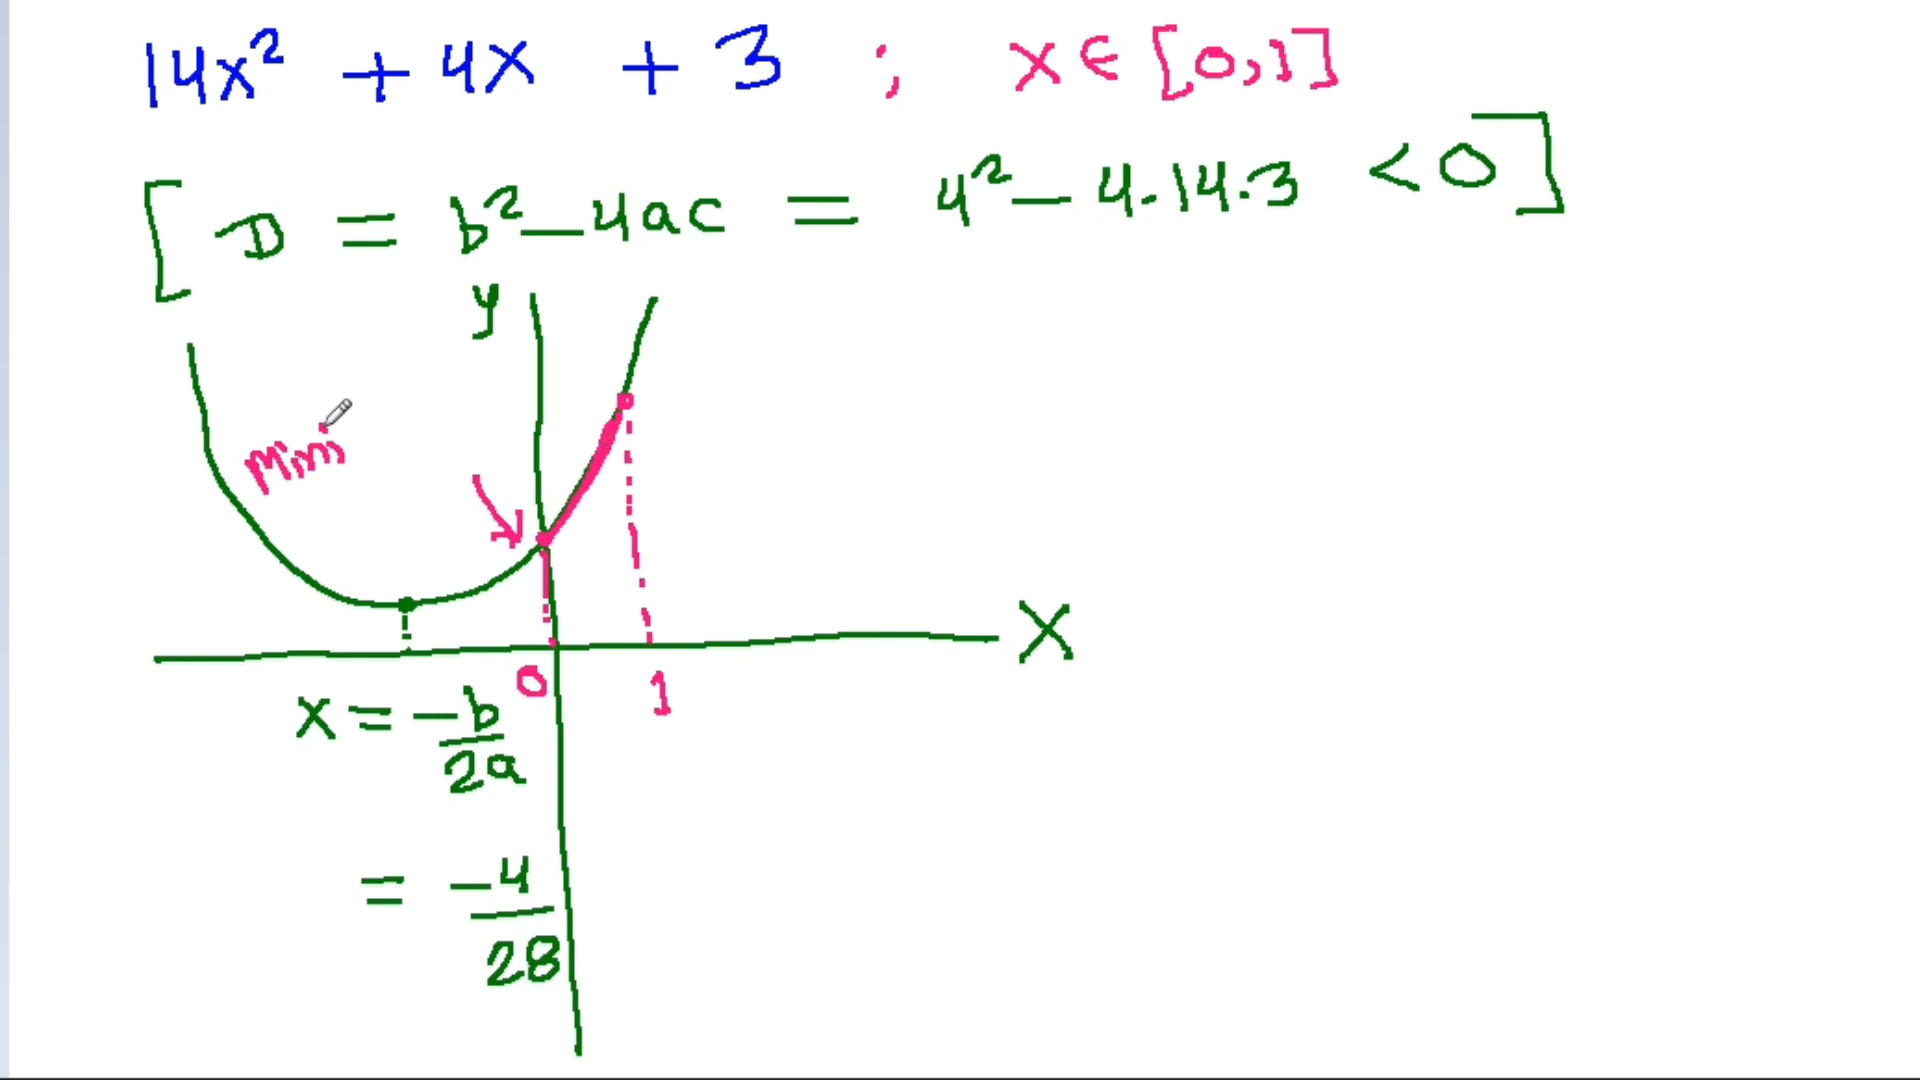 14x² + 4x + 3 ; x ∈ [0,1]
[ D = b² - 4ac = 4² - 4·14·3 < 0 ]
y
Mini
X
0 1
x = -b/2a
= -4/28